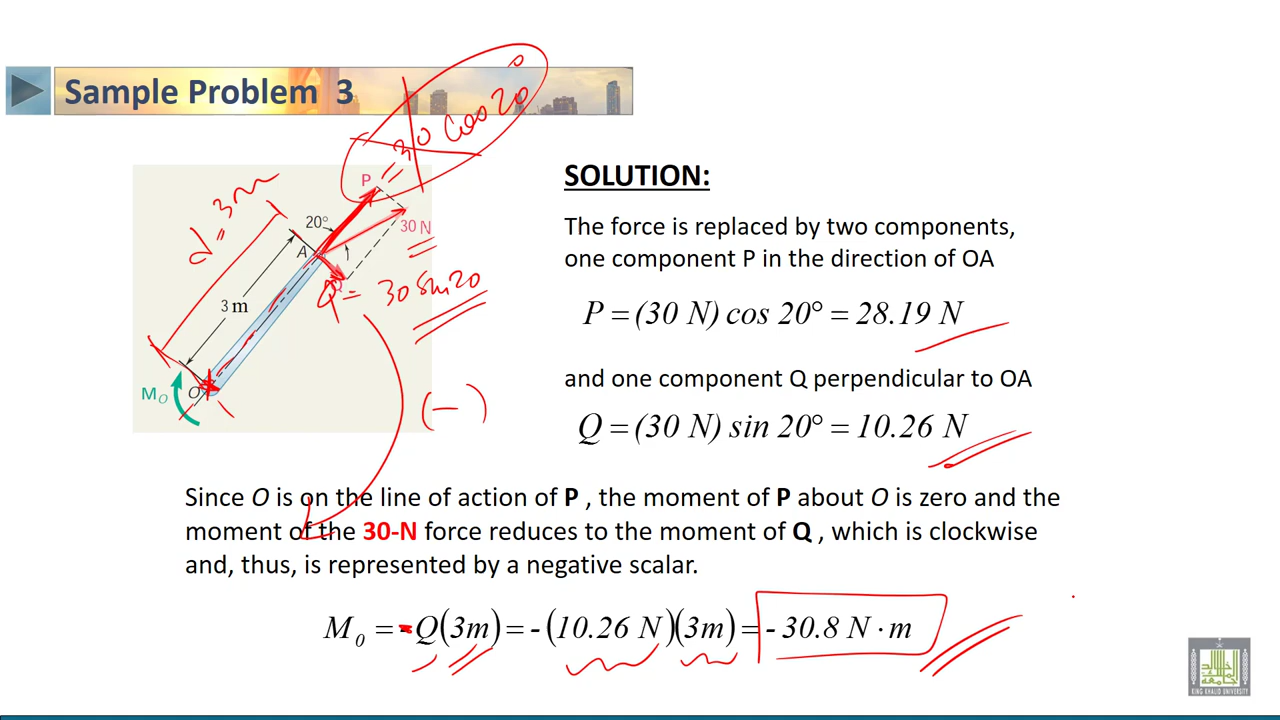 Sample Problem 3
= 30 cos 20°
P
d = 3m
20°
A
30 N
Q = 30 sin 20
3 m
M_O
O
(-)
SOLUTION:
The force is replaced by two components,
one component P in the direction of OA
P = (30 N) cos 20° = 28.19 N
and one component Q perpendicular to OA
Q = (30 N) sin 20° = 10.26 N
Since O is on the line of action of P , the moment of P about O is zero and the
moment of the 30-N force reduces to the moment of Q , which is clockwise
and, thus, is represented by a negative scalar.
M₀ = -Q(3m) = - (10.26 N)(3m) = - 30.8 N · m
KING KHALID UNIVERSITY